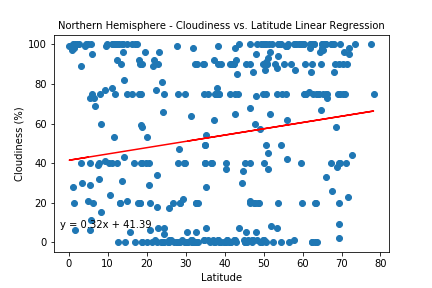 Northern Hemisphere - Cloudiness vs. Latitude Linear Regression
100
80
60
40
20
0
Cloudiness (%)
y = 0.32x + 41.39
0 10 20 30 40 50 60 70 80
Latitude